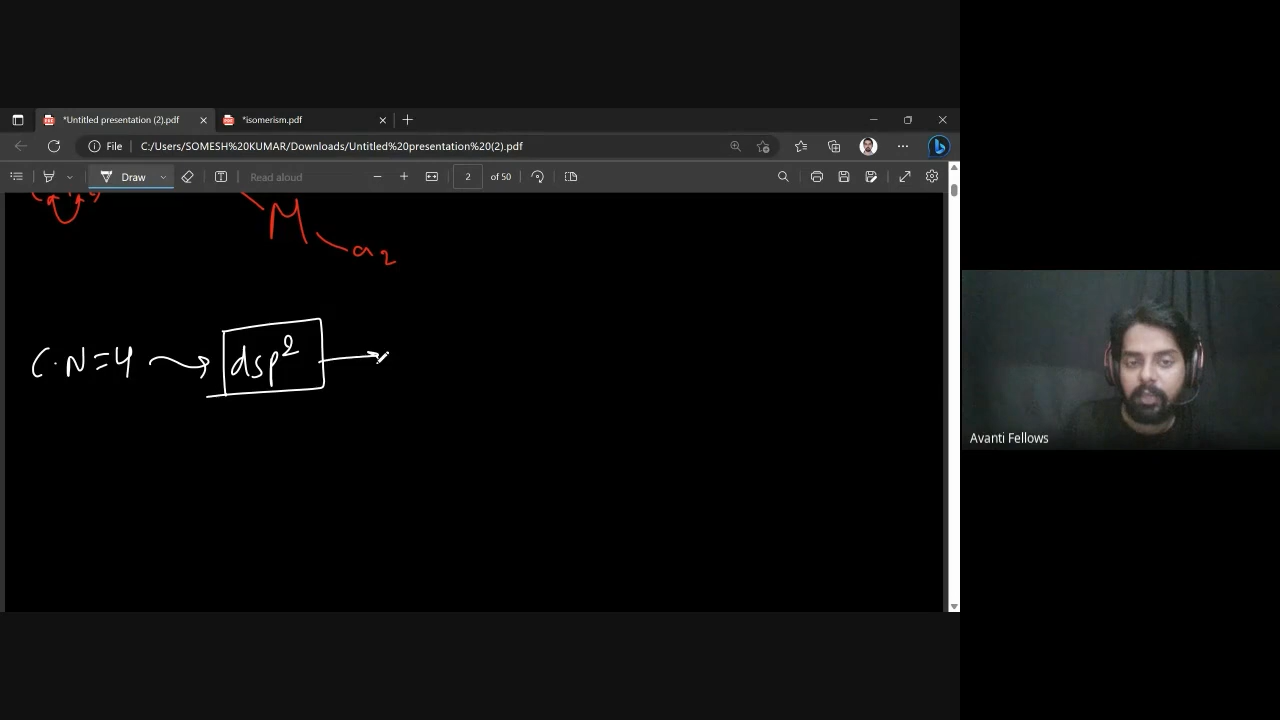 *Untitled presentation (2).pdf
*isomerism.pdf
File
C:/Users/SOMESH%20KUMAR/Downloads/Untitled%20presentation%20(2).pdf
Draw
Read aloud
2 of 50
M
a2
C.N=4
dsp²
Avanti Fellows